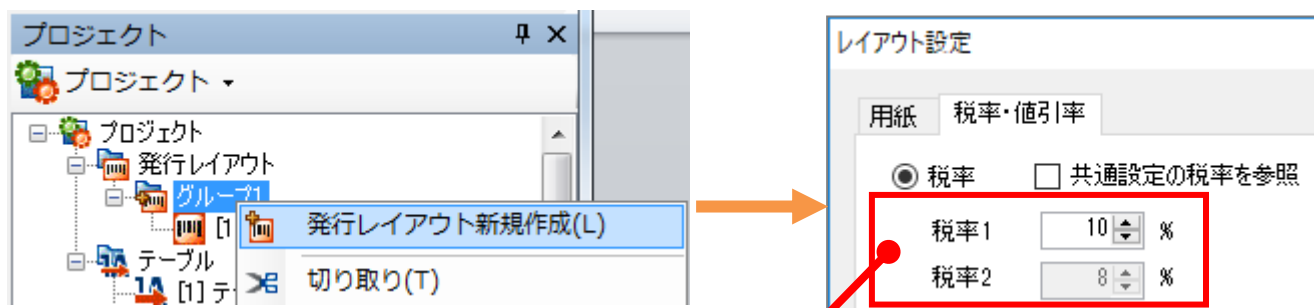 プロジェクト
プロジェクト
プロジェクト
発行レイアウト
グループ1
[1
発行レイアウト新規作成(L)
テーブル
[1] テ
切り取り(T)
レイアウト設定
用紙
税率・値引率
税率
共通設定の税率を参照
税率1 10 %
税率2 8 %